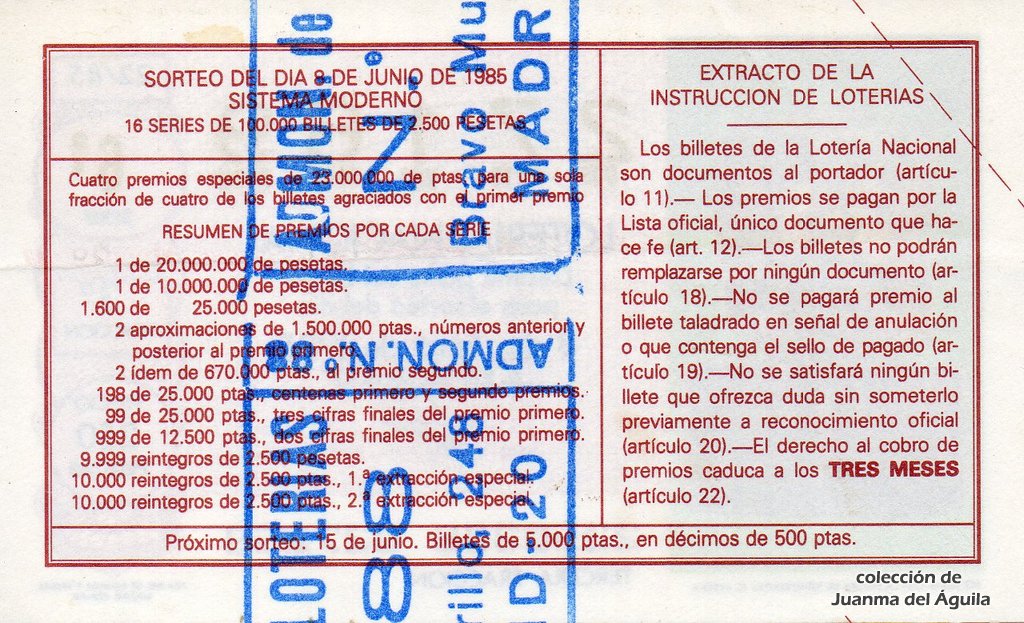 SORTEO DEL DIA 8 DE JUNIO DE 1985
SISTEMA MODERNO
16 SERIES DE 100.000 BILLETES DE 2.500 PESETAS
Cuatro premios especiales de 23.000.000 de ptas. para una sola
fracción de cuatro de los billetes agraciados con el primer premio
RESUMEN DE PREMIOS POR CADA SERIE
1 de 20.000.000 de pesetas.
1 de 10.000.000 de pesetas.
1.600 de 25.000 pesetas.
2 aproximaciones de 1.500.000 ptas., números anterior y
posterior al premio primero.
2 ídem de 670.000 ptas., al premio segundo.
198 de 25.000 ptas., centenas primero y segundo premios.
99 de 25.000 ptas., tres cifras finales del premio primero.
999 de 12.500 ptas., dos cifras finales del premio primero.
9.999 reintegros de 2.500 pesetas.
10.000 reintegros de 2.500 ptas., 1.ª extracción especial.
10.000 reintegros de 2.500 ptas., 2.ª extracción especial.
EXTRACTO DE LA
INSTRUCCION DE LOTERIAS
Los billetes de la Lotería Nacional
son documentos al portador (artícu-
lo 11).— Los premios se pagan por la
Lista oficial, único documento que ha-
ce fe (art. 12).—Los billetes no podrán
remplazarse por ningún documento (ar-
tículo 18).—No se pagará premio al
billete taladrado en señal de anulación
o que contenga el sello de pagado (ar-
tículo 19).—No se satisfará ningún bi-
llete que ofrezca duda sin someterlo
previamente a reconocimiento oficial
(artículo 20).—El derecho al cobro de
premios caduca a los TRES MESES
(artículo 22).
Próximo sorteo: 15 de junio. Billetes de 5.000 ptas., en décimos de 500 ptas.
LOTERIAS ADMON. de
88 N.º
rillo, 248 Bravo Mu
D - 20 MADR
ADMÓN. N.º 88
colección de
Juanma del Águila